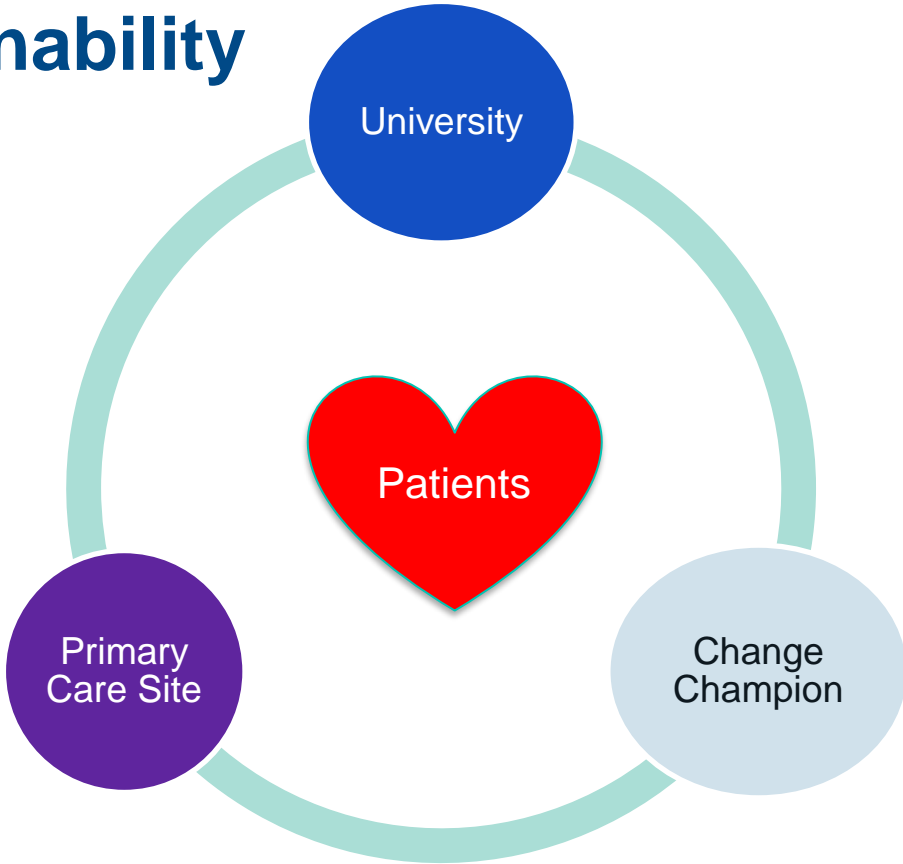 nability
University
Patients
Primary
Care Site
Change
Champion